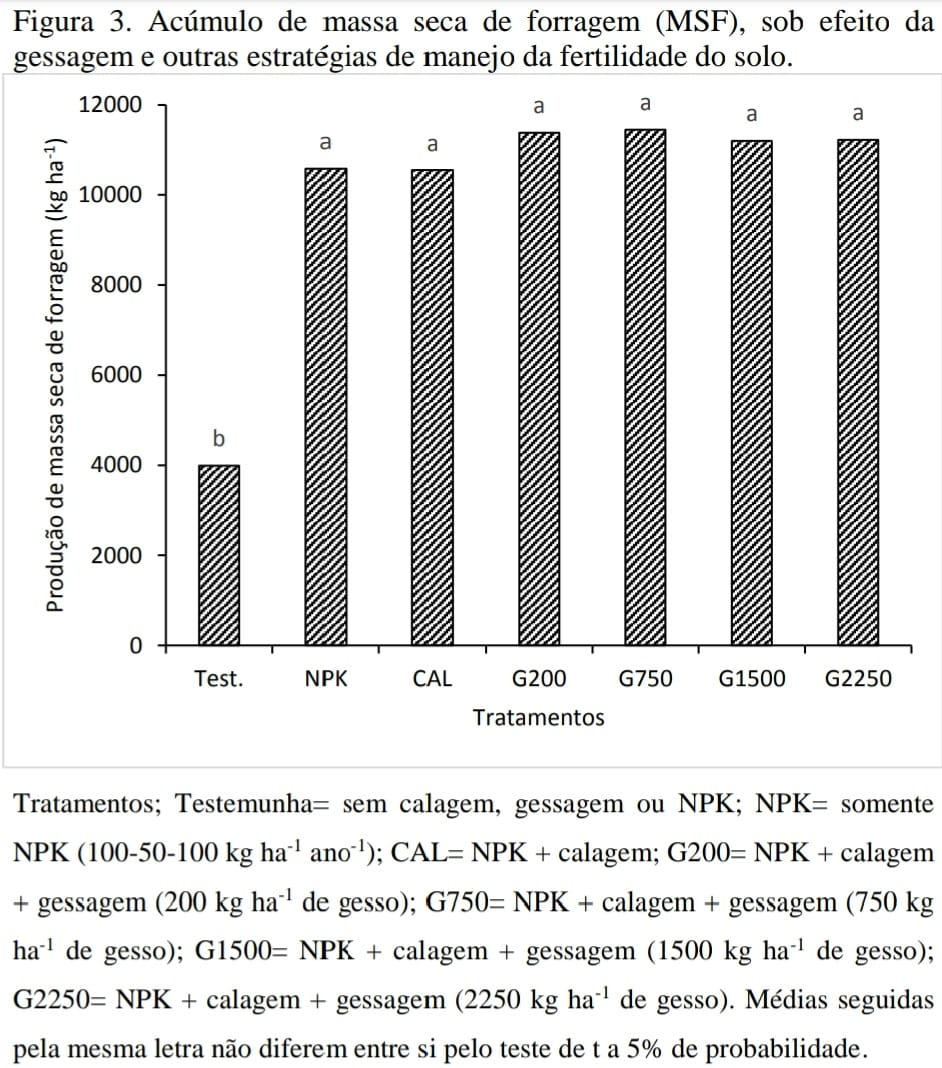 Figura 3. Acúmulo de massa seca de forragem (MSF), sob efeito da
gessagem e outras estratégias de manejo da fertilidade do solo.
Produção de massa seca de forragem (kg ha⁻¹)
12000
10000
8000
6000
4000
2000
0
b
a
a
a
a
a
a
Test. NPK CAL G200 G750 G1500 G2250
Tratamentos
Tratamentos; Testemunha= sem calagem, gessagem ou NPK; NPK= somente
NPK (100-50-100 kg ha⁻¹ ano⁻¹); CAL= NPK + calagem; G200= NPK + calagem
+ gessagem (200 kg ha⁻¹ de gesso); G750= NPK + calagem + gessagem (750 kg
ha⁻¹ de gesso); G1500= NPK + calagem + gessagem (1500 kg ha⁻¹ de gesso);
G2250= NPK + calagem + gessagem (2250 kg ha⁻¹ de gesso). Médias seguidas
pela mesma letra não diferem entre si pelo teste de t a 5% de probabilidade.